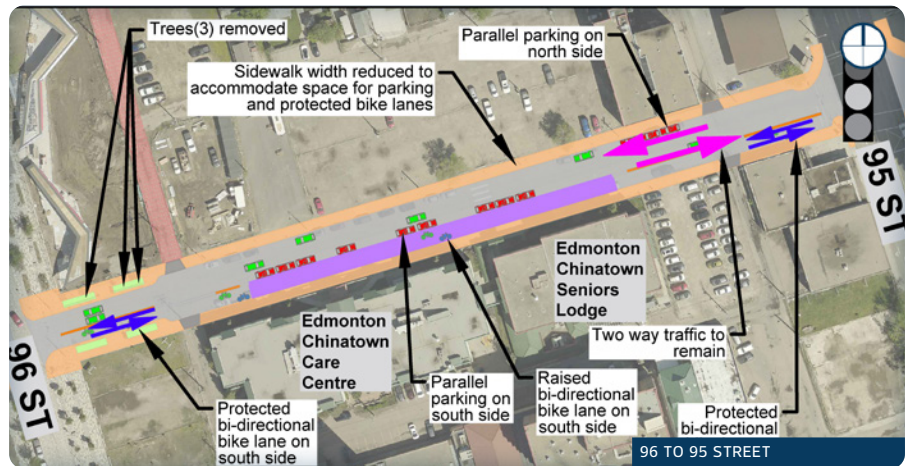 Trees(3) removed
Parallel parking on
north side
Sidewalk width reduced to
accommodate space for parking
and protected bike lanes
95 ST
Edmonton
Chinatown
Seniors
Lodge
Edmonton
Chinatown
Care
Centre
Two way traffic to
remain
96 ST
Protected
bi-directional
bike lane on
south side
Parallel
parking on
south side
Raised
bi-directional
bike lane on
south side
Protected
bi-directional
96 TO 95 STREET